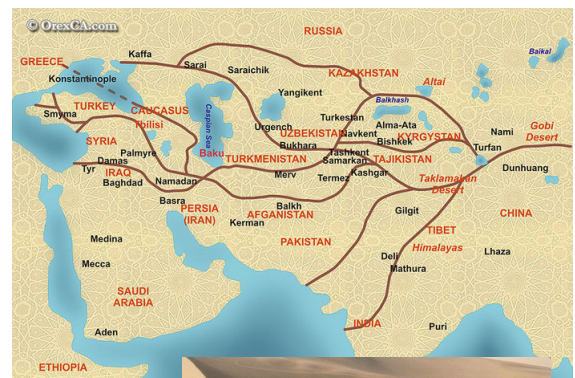 © OrexCA.com
RUSSIA
Kaffa
Baikal
GREECE
Sarai
Saraichik
KAZAKHSTAN
Konstantinople
Altai
Yangikent
Balkhash
TURKEY
CAUCASUS
Caspian Sea
Smyrna
Tbilisi
Turkestan
Alma-Ata
Urgench
UZBEKISTAN
Navkent
KYRGYSTAN
Nami
Gobi
Desert
SYRIA
Bukhara
Bishkek
Turfan
Palmyre
Baku
Tashkent
Damas
TURKMENISTAN
Samarkan
TAJIKISTAN
Tyr
IRAQ
Merv
Termez
Kashgar
Dunhuang
Baghdad
Namadan
Taklamakan
Desert
Basra
PERSIA
(IRAN)
Balkh
AFGANISTAN
Gilgit
CHINA
Kerman
TIBET
Medina
PAKISTAN
Himalayas
Lhaza
Deli
Mecca
Mathura
SAUDI
ARABIA
INDIA
Puri
Aden
ETHIOPIA